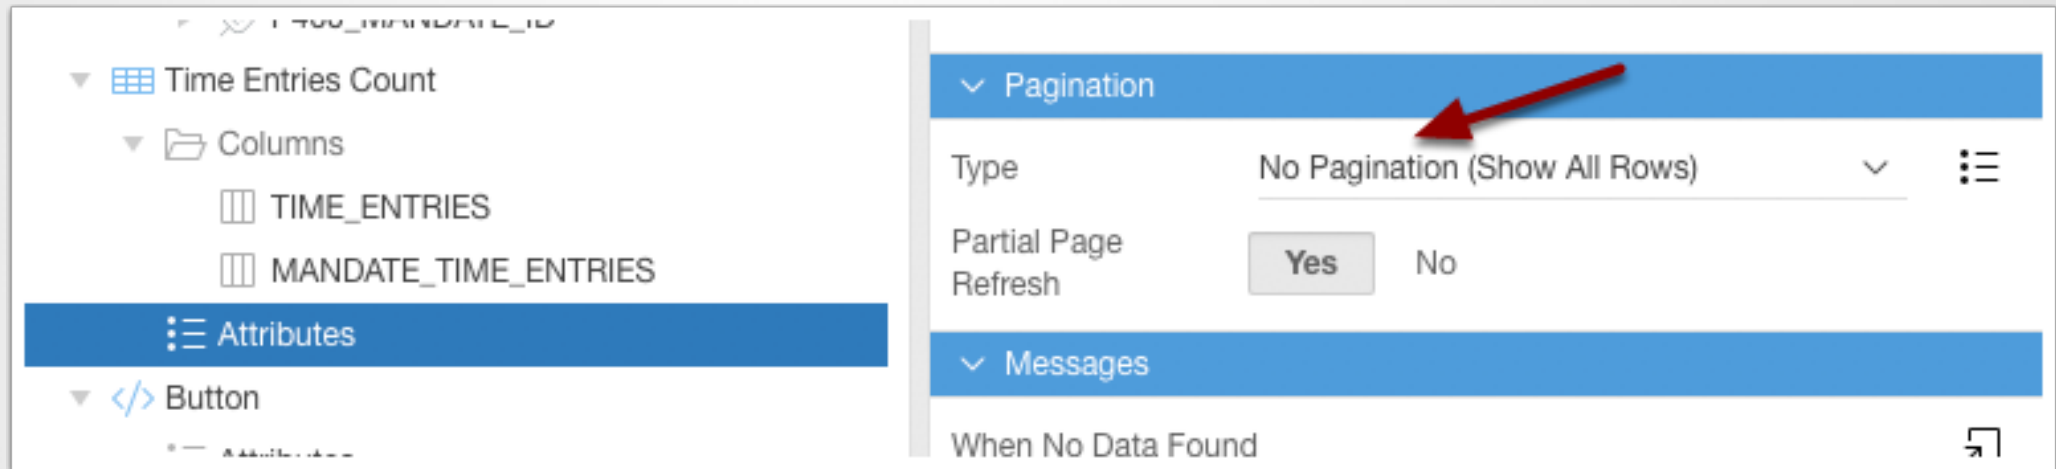 Time Entries Count
Columns
TIME_ENTRIES
MANDATE_TIME_ENTRIES
Attributes
Button
Attributes
Pagination
Type No Pagination (Show All Rows)
Partial Page Refresh Yes No
Messages
When No Data Found